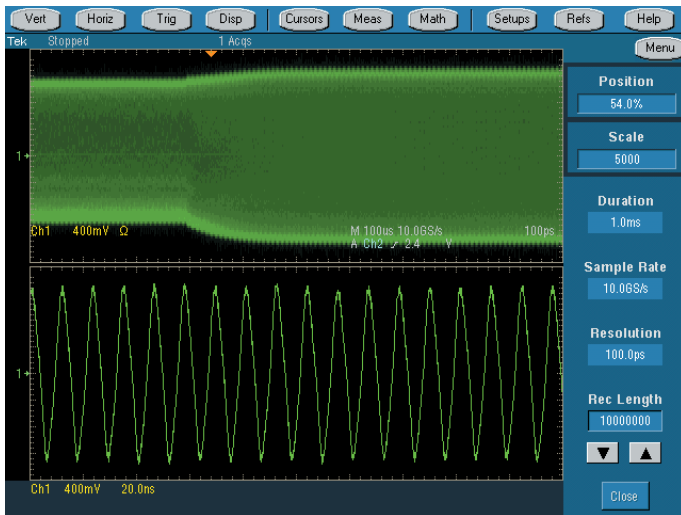 Vert Horiz Trig Disp Cursors Meas Math Setups Refs Help
Tek Stopped 1 Acqs
Menu
Position
54.0%
Scale
5000
1
Duration
1.0ms
Ch1 400mV Ω M 100us 10.0GS/s 100ps
A Ch2 2.4 V
Sample Rate
10.0GS/s
Resolution
100.0ps
1
Rec Length
10000000
Ch1 400mV 20.0ns
Close